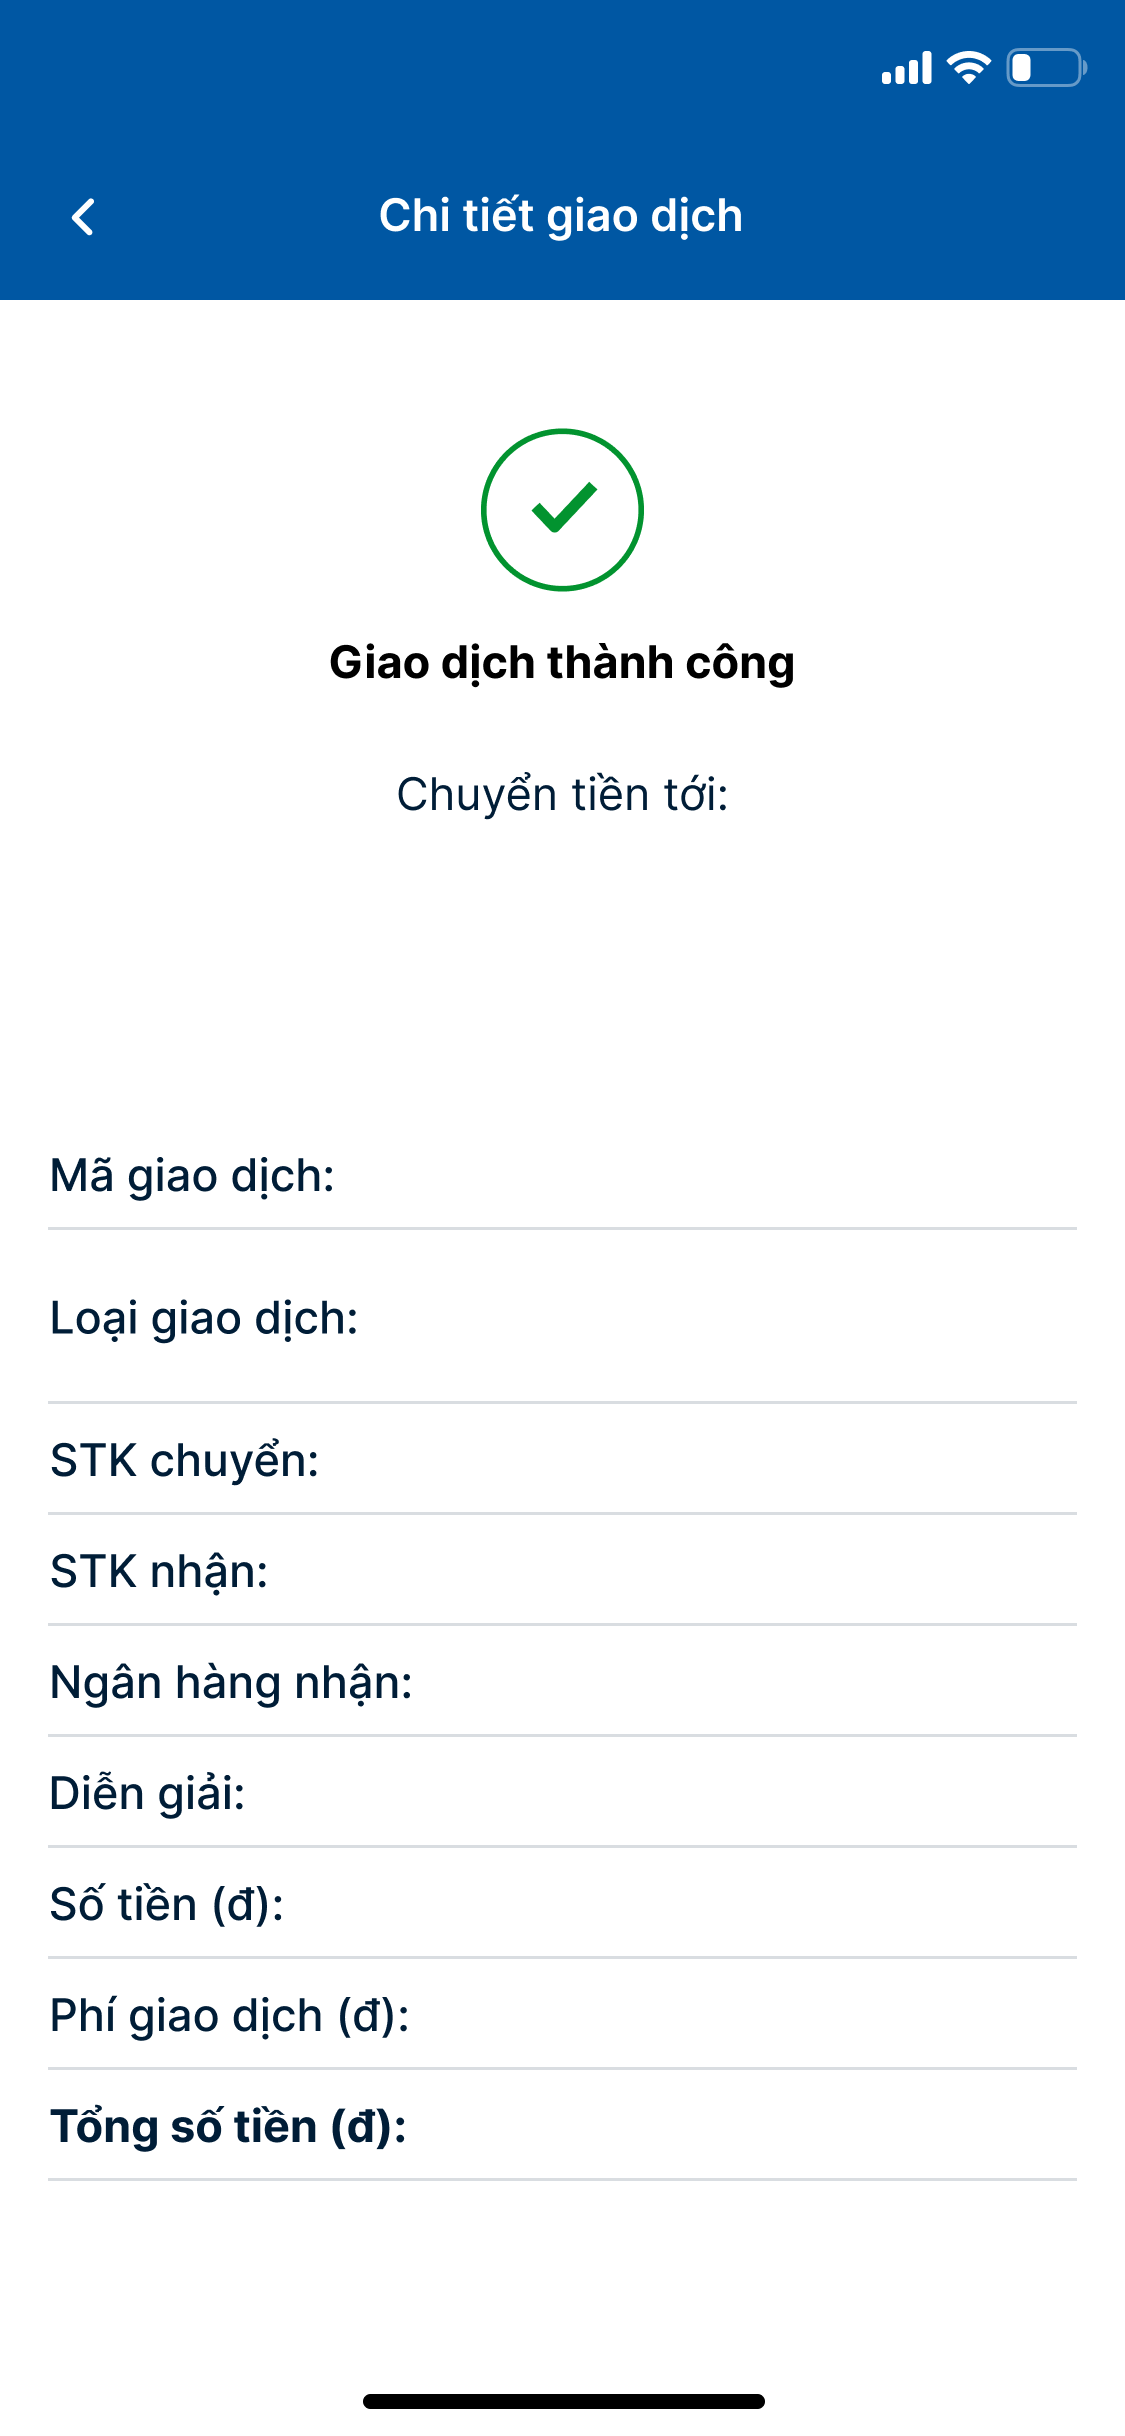 Chi tiết giao dịch
Giao dịch thành công
Chuyển tiền tới:
Mã giao dịch:
Loại giao dịch:
STK chuyển:
STK nhận:
Ngân hàng nhận:
Diễn giải:
Số tiền (đ):
Phí giao dịch (đ):
Tổng số tiền (đ):